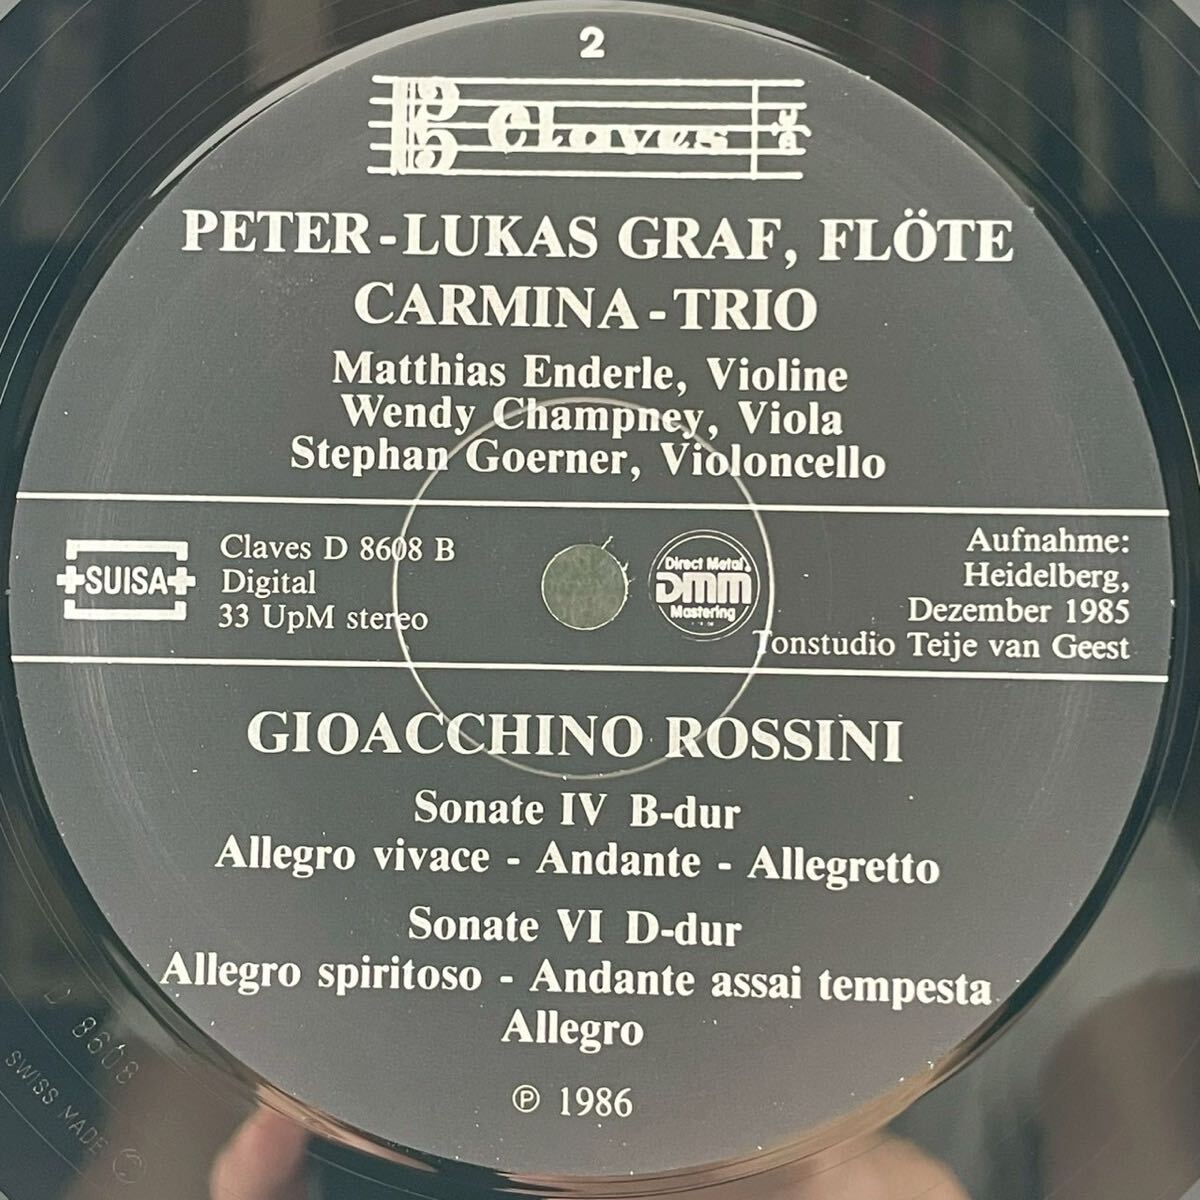 2
Claves
PETER-LUKAS GRAF, FLÖTE
CARMINA-TRIO
Matthias Enderle, Violine
Wendy Champney, Viola
Stephan Goerner, Violoncello
SUISA
Claves D 8608 B
Digital
33 UpM stereo
Direct Metal
DMM
Mastering
Aufnahme:
Heidelberg,
Dezember 1985
Tonstudio Teije van Geest
GIOACCHINO ROSSINI
Sonate IV B-dur
Allegro vivace - Andante - Allegretto
Sonate VI D-dur
Allegro spiritoso - Andante assai tempesta
Allegro
℗ 1986
D 8608
SWISS MADE